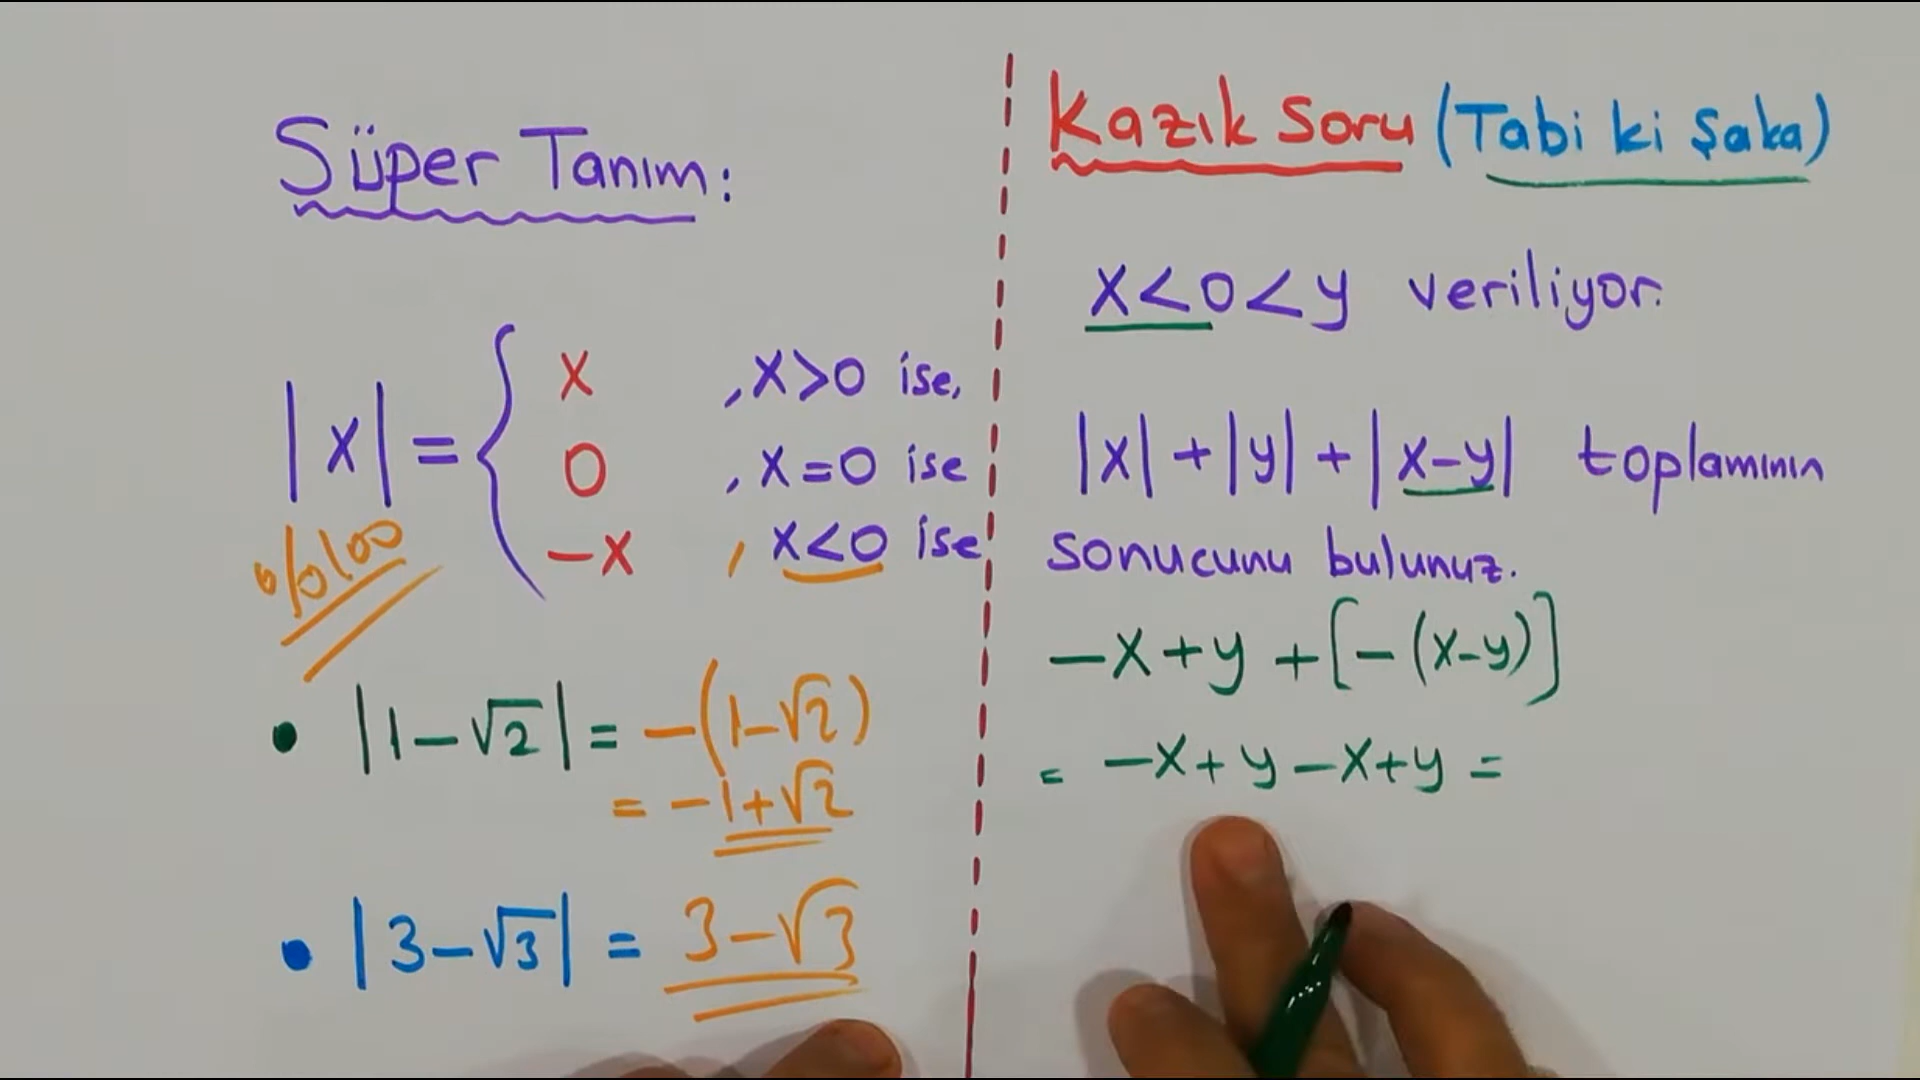 Süper Tanım:
|x| = { x , x>0 ise,
0 , x=0 ise
-x , x<0 ise
%100
• |1-√2| = -(1-√2)
= -1+√2
• |3-√3| = 3-√3
Kazık Soru (Tabi ki Şaka)
x<0<y veriliyor.
|x|+|y|+|x-y| toplamının
sonucunu bulunuz.
-x+y+[-(x-y)]
= -x+y-x+y =